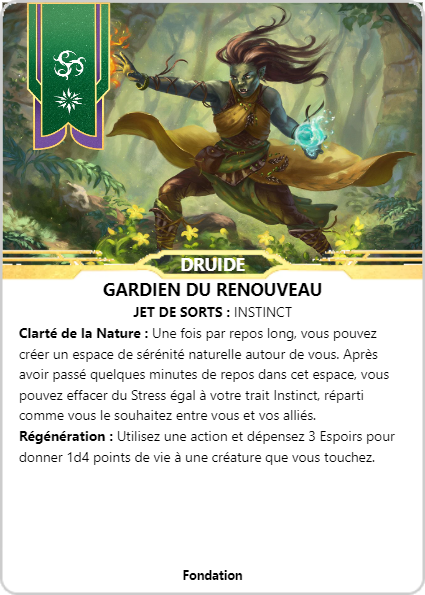 DRUIDE
GARDIEN DU RENOUVEAU
JET DE SORTS : INSTINCT
Clarté de la Nature : Une fois par repos long, vous pouvez
créer un espace de sérénité naturelle autour de vous. Après
avoir passé quelques minutes de repos dans cet espace, vous
pouvez effacer du Stress égal à votre trait Instinct, réparti
comme vous le souhaitez entre vous et vos alliés.
Régénération : Utilisez une action et dépensez 3 Espoirs pour
donner 1d4 points de vie à une créature que vous touchez.
Fondation